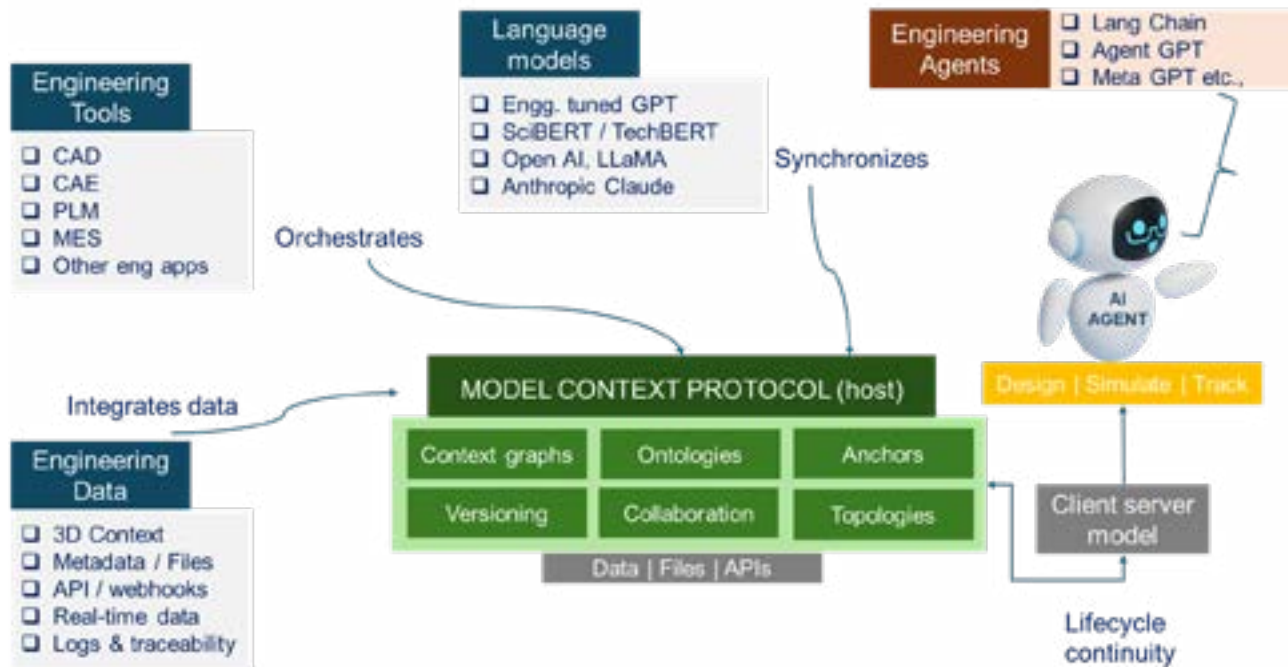 Engineering
Tools
❑ CAD
❑ CAE
❑ PLM
❑ MES
❑ Other eng apps
Language
models
❑ Engg. tuned GPT
❑ SciBERT / TechBERT
❑ Open AI, LLaMA
❑ Anthropic Claude
Engineering
Agents
❑ Lang Chain
❑ Agent GPT
❑ Meta GPT etc.,
Synchronizes
Orchestrates
AI
AGENT
Design | Simulate | Track
MODEL CONTEXT PROTOCOL (host)
Integrates data
Context graphs
Ontologies
Anchors
Versioning
Collaboration
Topologies
Data | Files | APIs
Client server
model
Engineering
Data
❑ 3D Context
❑ Metadata / Files
❑ API / webhooks
❑ Real-time data
❑ Logs & traceability
Lifecycle
continuity